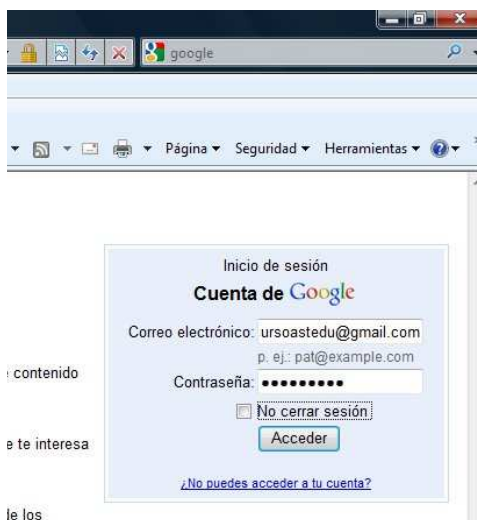 google
Página Seguridad Herramientas
Inicio de sesión
Cuenta de Google
Correo electrónico: ursoastedu@gmail.com
p. ej.: pat@example.com
contenido
Contraseña: •••••••••
No cerrar sesión
Acceder
e te interesa
¿No puedes acceder a tu cuenta?
de los